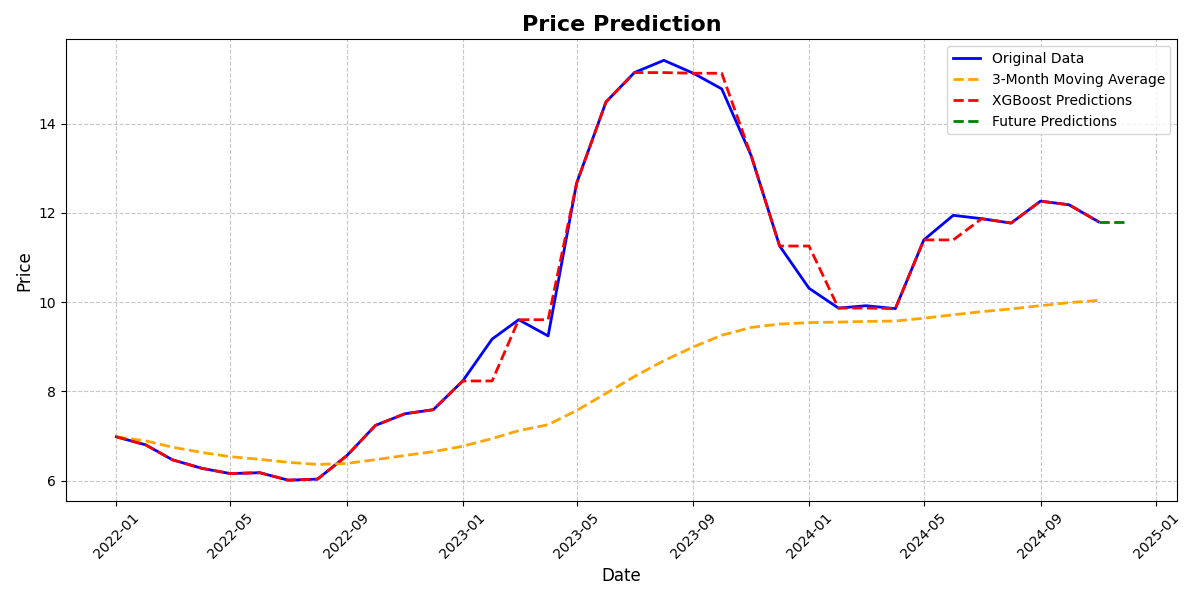 Price Prediction
Original Data
3-Month Moving Average
XGBoost Predictions
Future Predictions
Price
14
12
10
8
6
2022-01
2022-05
2022-09
2023-01
2023-05
2023-09
2024-01
2024-05
2024-09
2025-01
Date